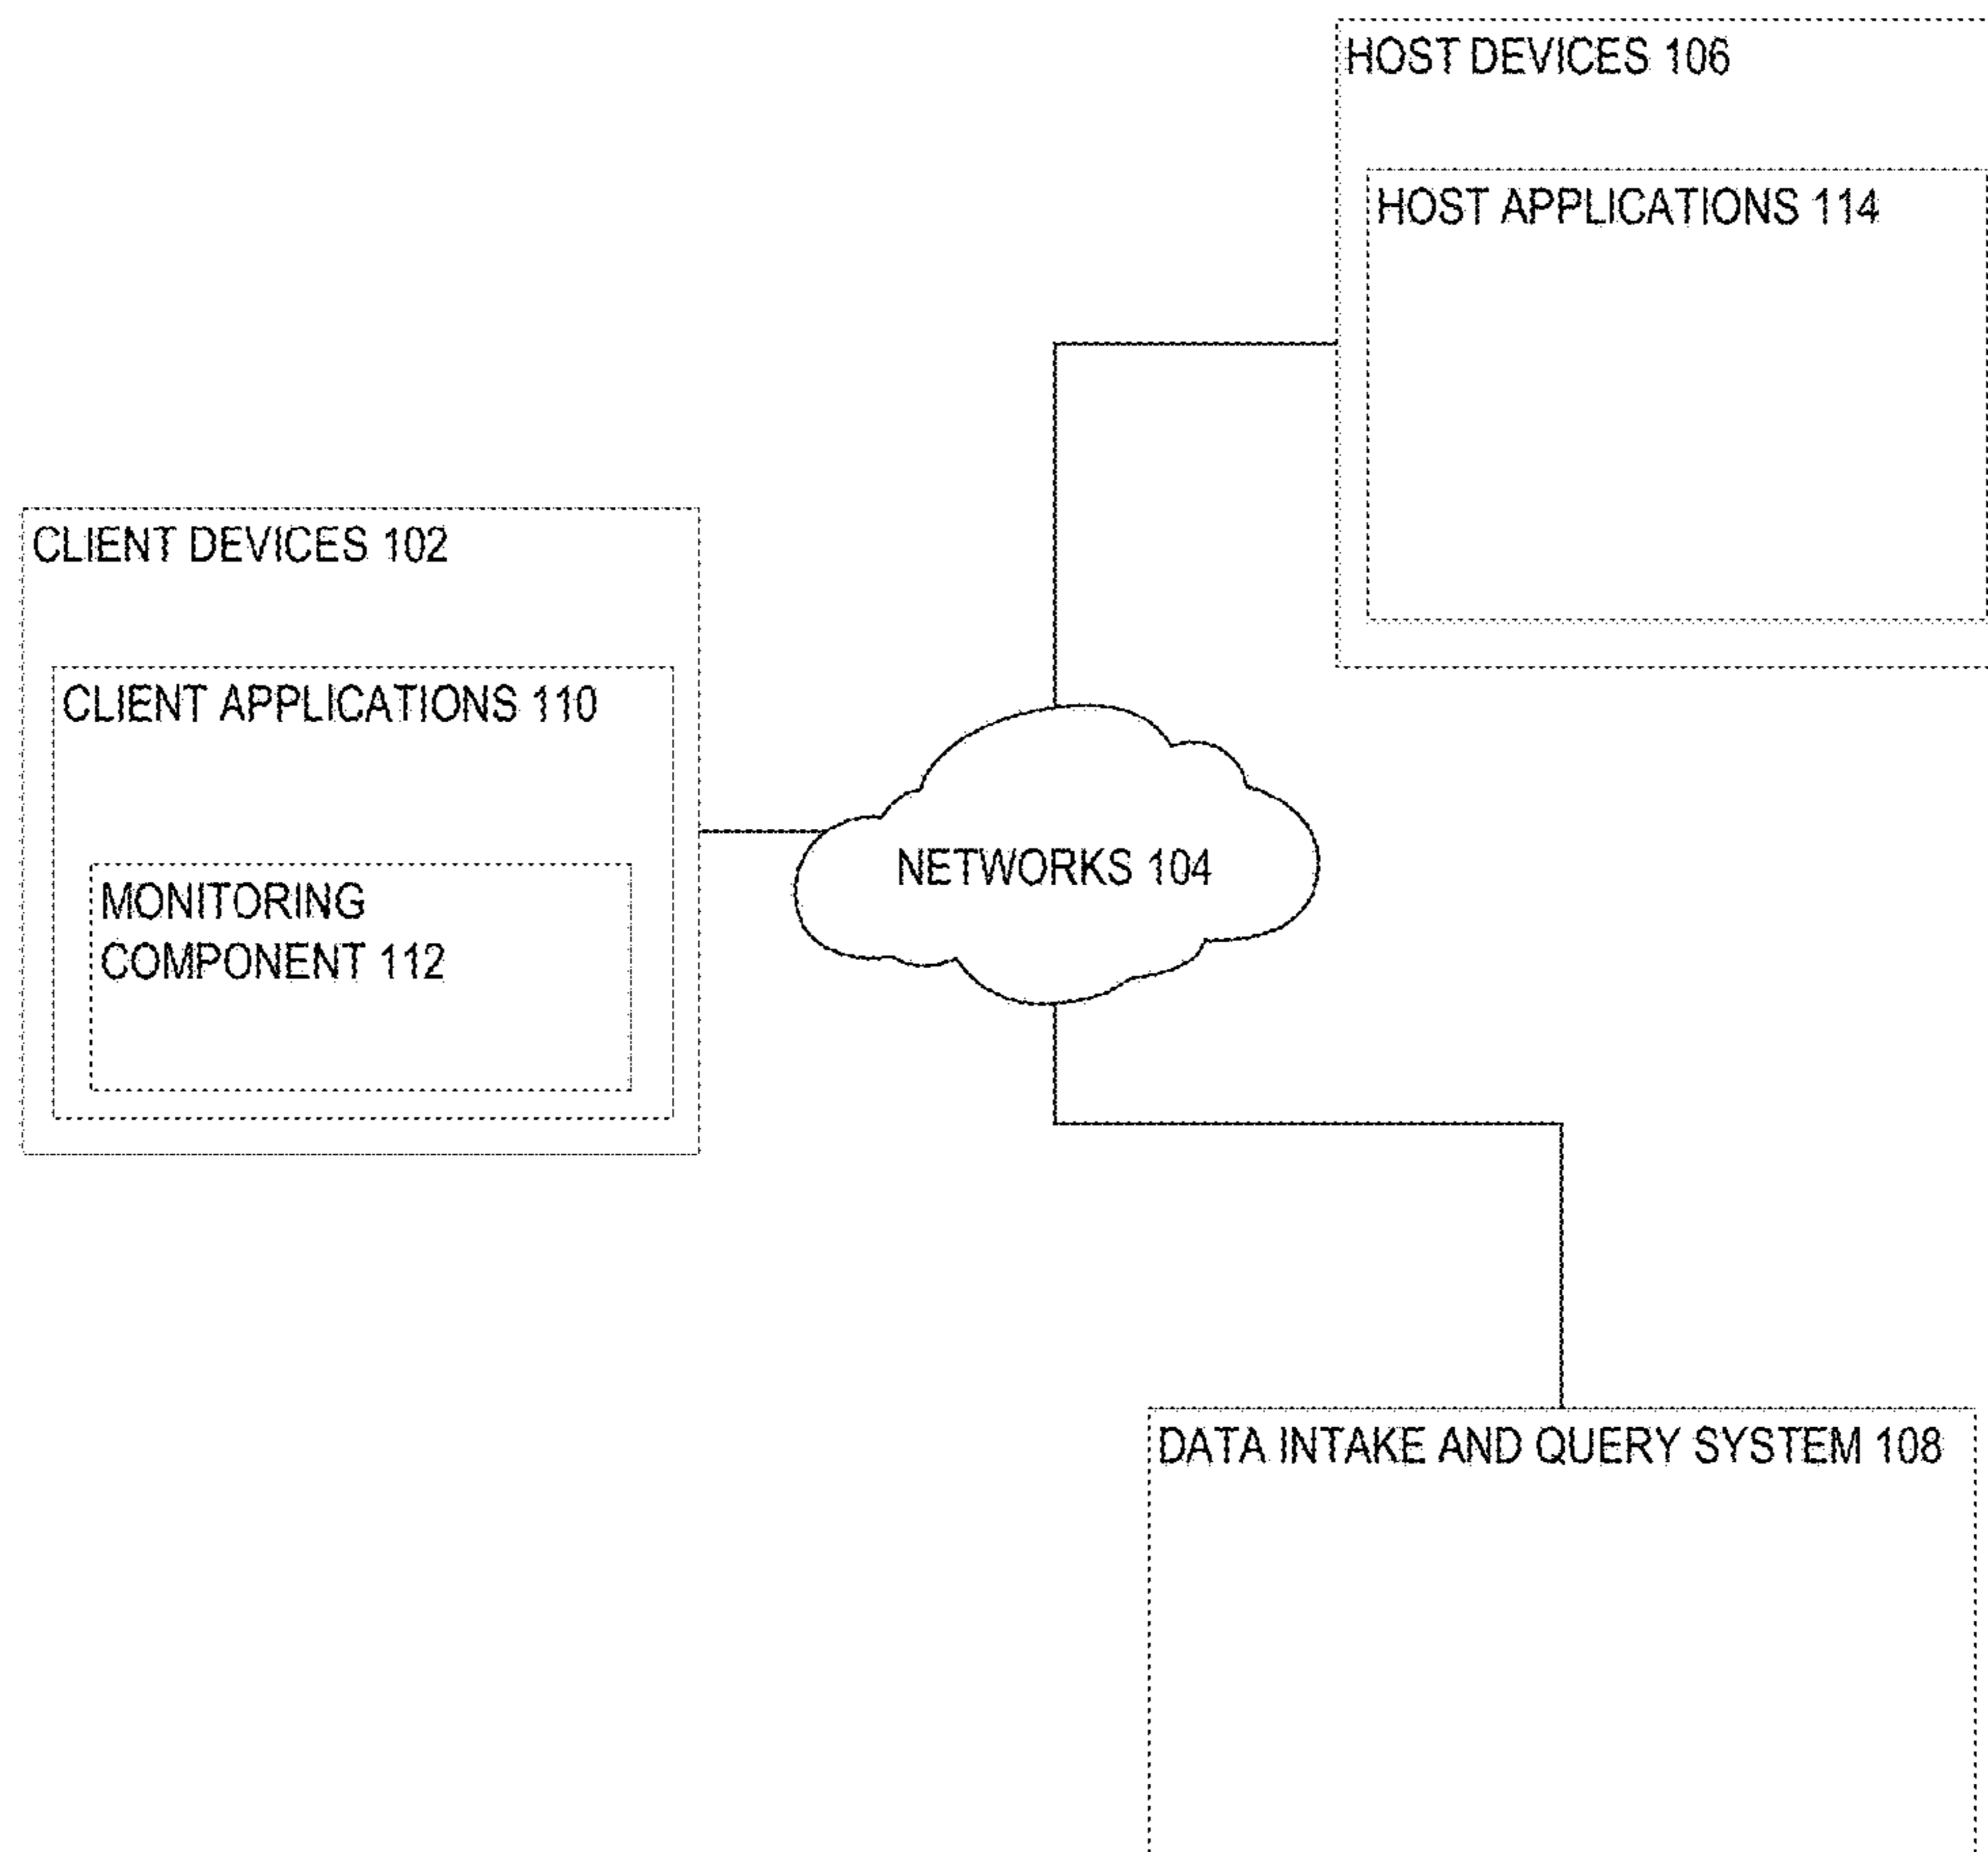 HOST DEVICES 106
HOST APPLICATIONS 114
CLIENT DEVICES 102
CLIENT APPLICATIONS 110
MONITORING
COMPONENT 112
NETWORKS 104
DATA INTAKE AND QUERY SYSTEM 108